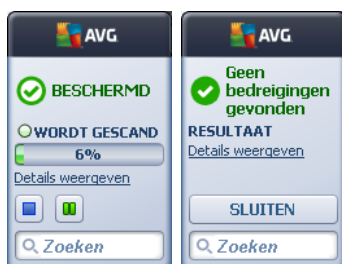 AVG
BESCHERMD
WORDT GESCAND
6%
Details weergeven
Zoeken
AVG
Geen
bedreigingen
gevonden
RESULTAAT
Details weergeven
SLUITEN
Zoeken